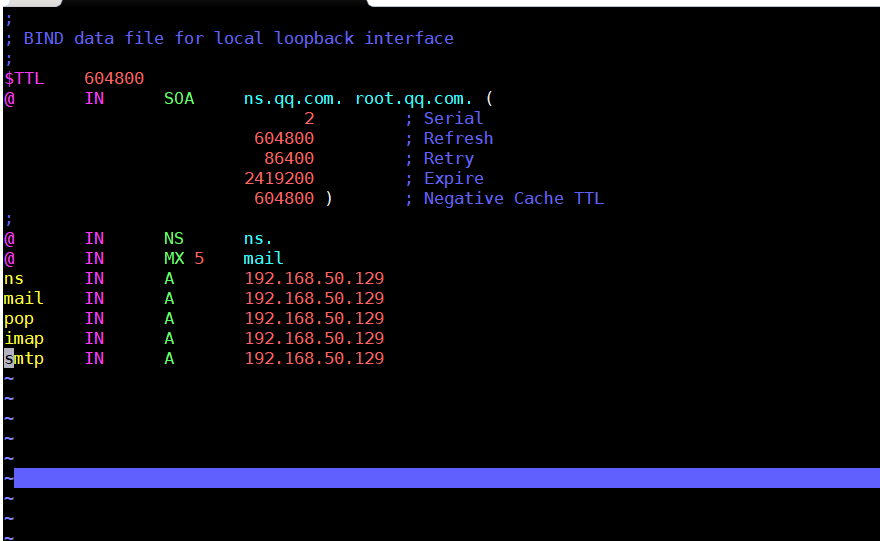 ;
; BIND data file for local loopback interface
;
$TTL    604800
@       IN      SOA     ns.qq.com. root.qq.com. (
                              2         ; Serial
                         604800         ; Refresh
                          86400         ; Retry
                        2419200         ; Expire
                         604800 )       ; Negative Cache TTL
;
@       IN      NS      ns.
@       IN      MX 5    mail
ns      IN      A       192.168.50.129
mail    IN      A       192.168.50.129
pop     IN      A       192.168.50.129
imap    IN      A       192.168.50.129
smtp    IN      A       192.168.50.129
~
~
~
~
~
~
~
~
~